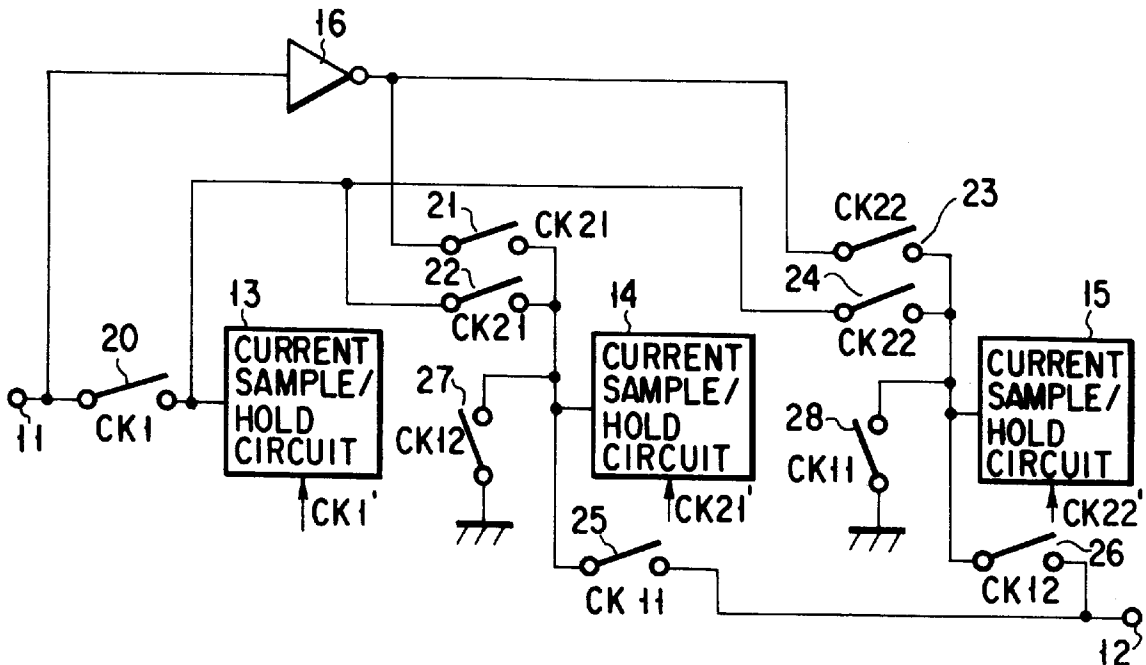 16
21
CK21
22
CK21
CK22
23
24
CK22
13
CURRENT
SAMPLE/
HOLD
CIRCUIT
14
CURRENT
SAMPLE/
HOLD
CIRCUIT
15
CURRENT
SAMPLE/
HOLD
CIRCUIT
20
11
CK1
27
CK12
28
CK11
CK1'
CK21'
CK22'
25
CK11
26
CK12
12